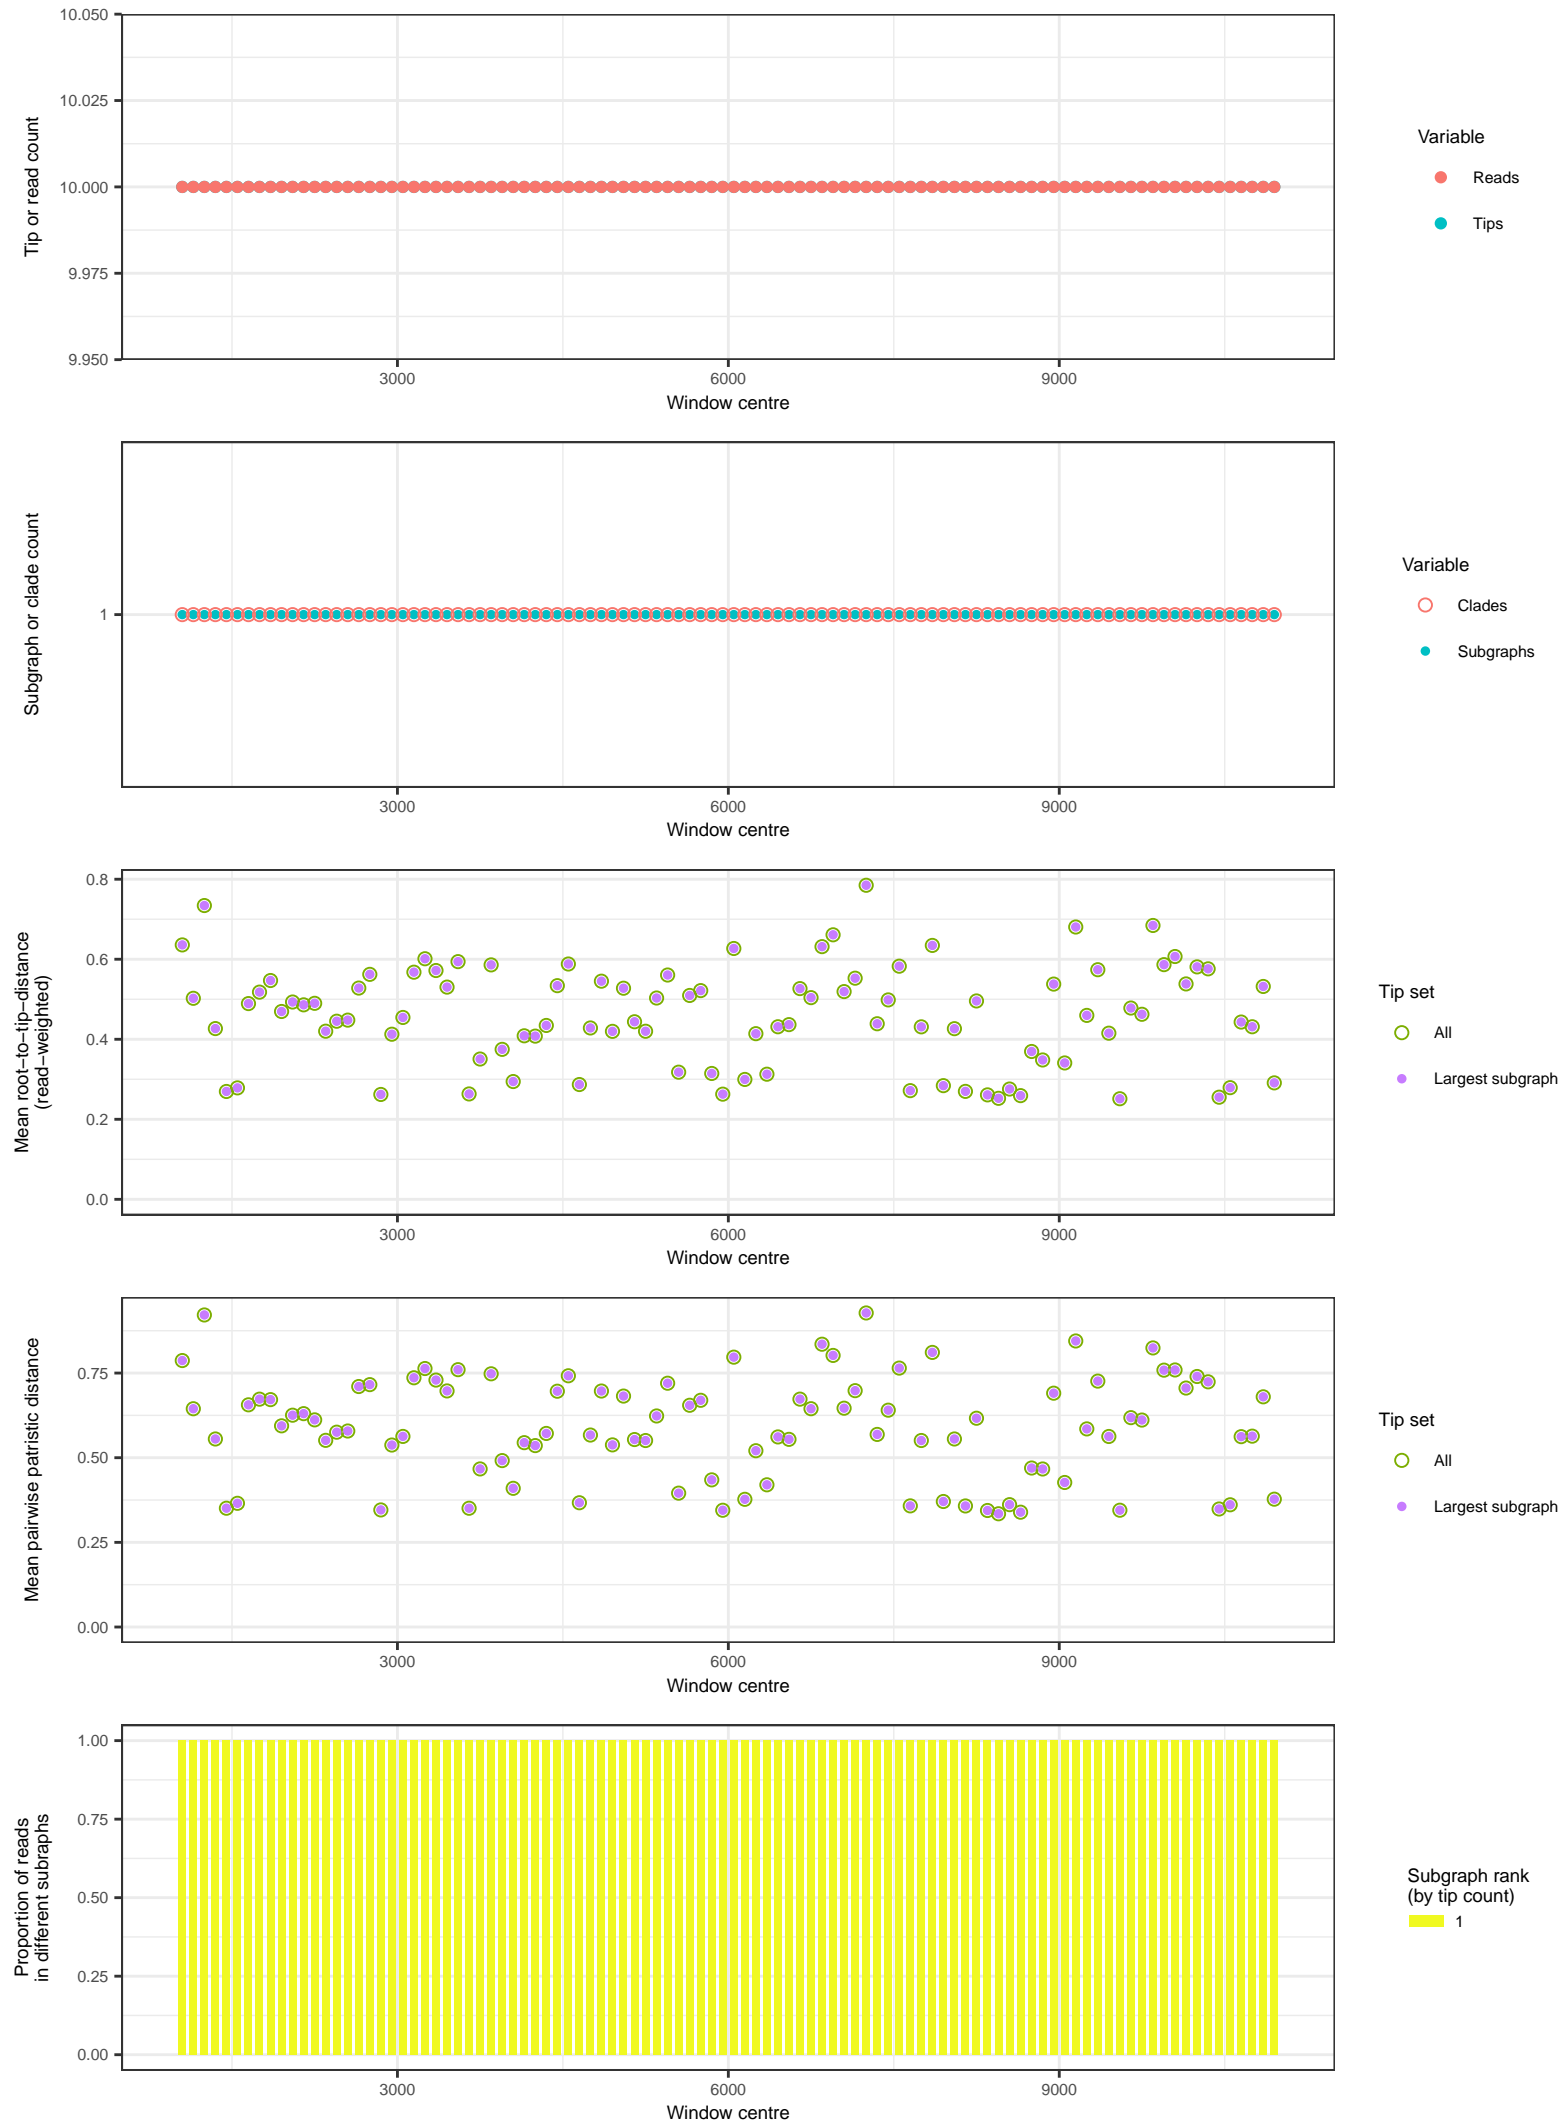 10.050
10.025
10.000
9.975
9.950
Tip or read count
3000 6000 9000
Window centre
Variable
Reads
Tips
1
Subgraph or clade count
3000 6000 9000
Window centre
Variable
Clades
Subgraphs
0.8
0.6
0.4
0.2
0.0
Mean root−to−tip−distance
(read−weighted)
3000 6000 9000
Window centre
Tip set
All
Largest subgraph
0.75
0.50
0.25
0.00
Mean pairwise patristic distance
3000 6000 9000
Window centre
Tip set
All
Largest subgraph
1.00
0.75
0.50
0.25
0.00
Proportion of reads
in different subraphs
3000 6000 9000
Window centre
Subgraph rank
(by tip count)
1